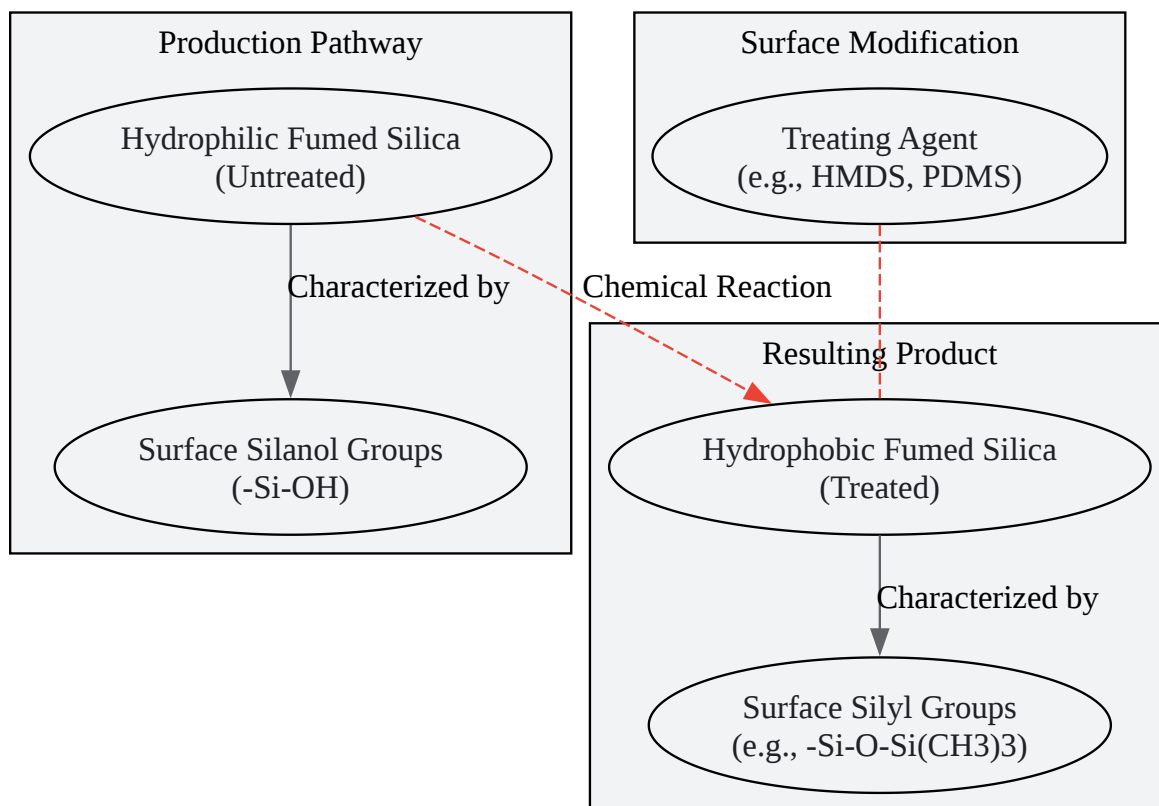 Production Pathway
Hydrophilic Fumed Silica
(Untreated)
Characterized by
Surface Silanol Groups
(-Si-OH)
Surface Modification
Treating Agent
(e.g., HMDS, PDMS)
Chemical Reaction
Resulting Product
Hydrophobic Fumed Silica
(Treated)
Characterized by
Surface Silyl Groups
(e.g., -Si-O-Si(CH3)3)